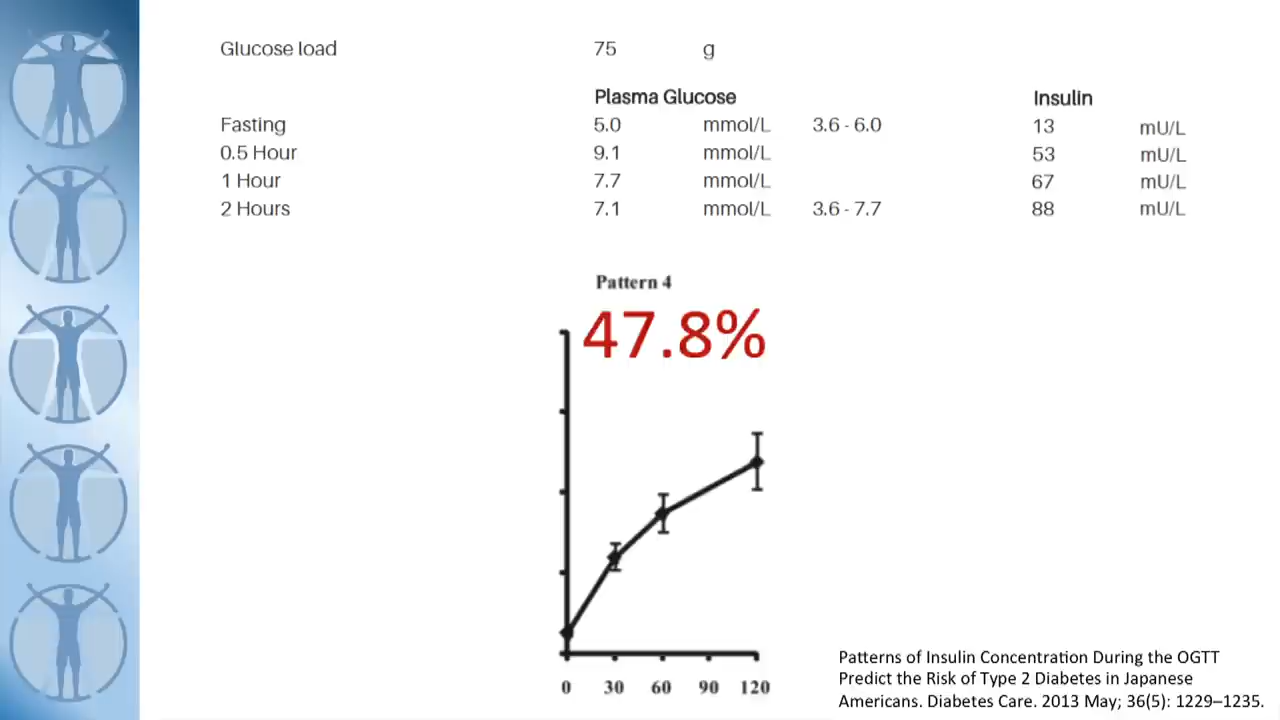 Glucose load 75 g
Plasma Glucose Insulin
Fasting 5.0 mmol/L 3.6 - 6.0 13 mU/L
0.5 Hour 9.1 mmol/L 53 mU/L
1 Hour 7.7 mmol/L 67 mU/L
2 Hours 7.1 mmol/L 3.6 - 7.7 88 mU/L
Pattern 4
47.8%
0 30 60 90 120
Patterns of Insulin Concentration During the OGTT
Predict the Risk of Type 2 Diabetes in Japanese
Americans. Diabetes Care. 2013 May; 36(5): 1229–1235.